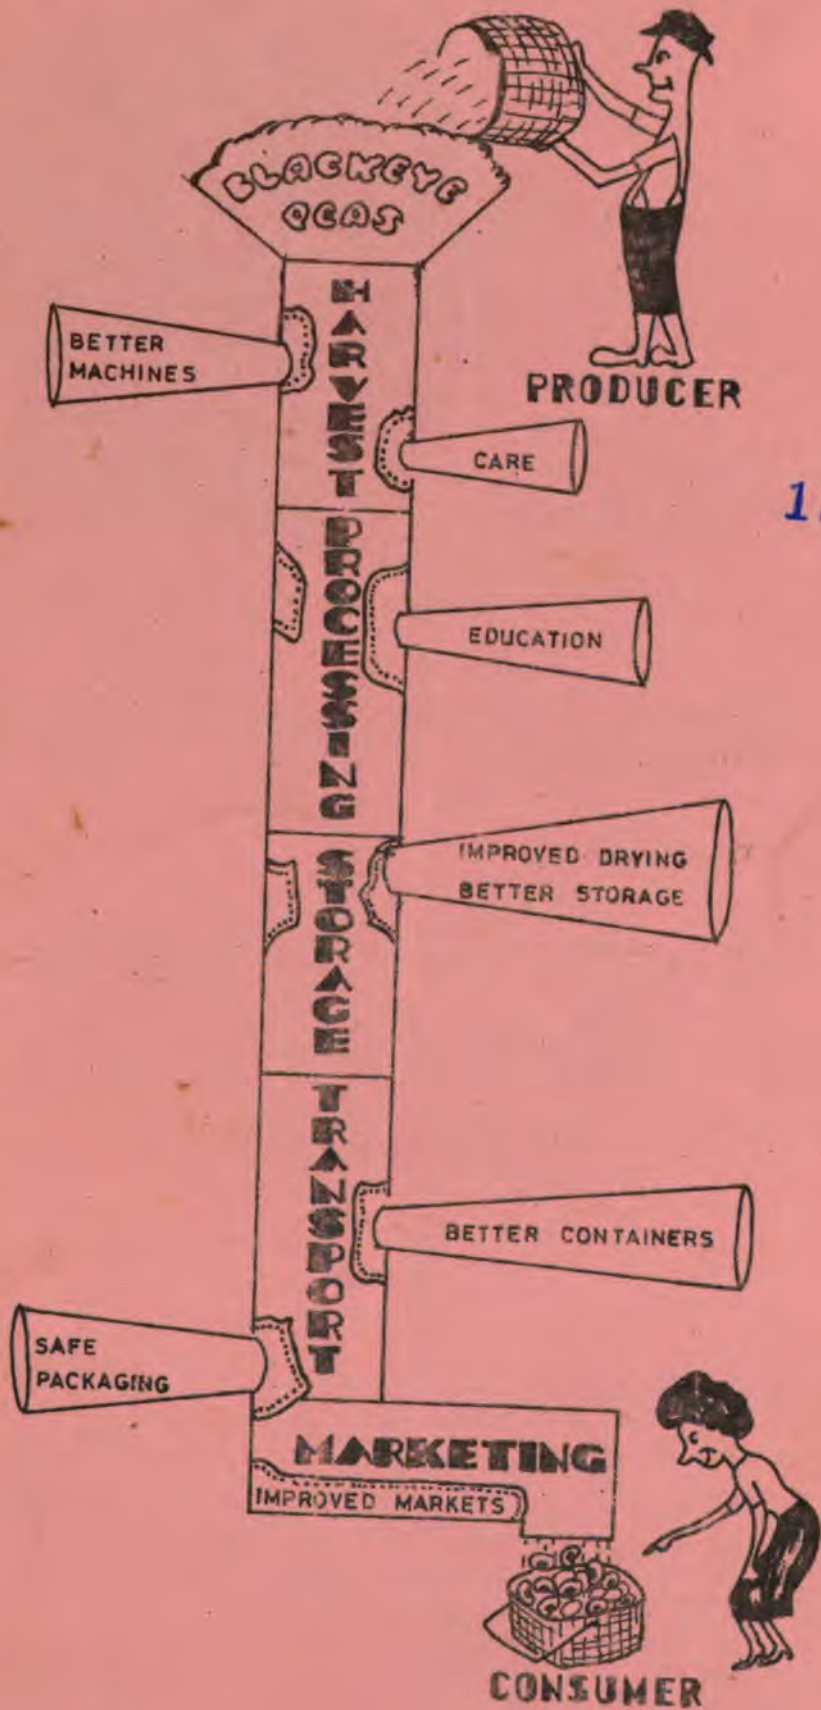 BLACKEYE
PEAS
PRODUCER
HARVEST
BETTER
MACHINES
CARE
PROCESSING
EDUCATION
STORAGE
IMPROVED DRYING
BETTER STORAGE
TRANSPORT
BETTER CONTAINERS
SAFE
PACKAGING
MARKETING
IMPROVED MARKETS
CONSUMER